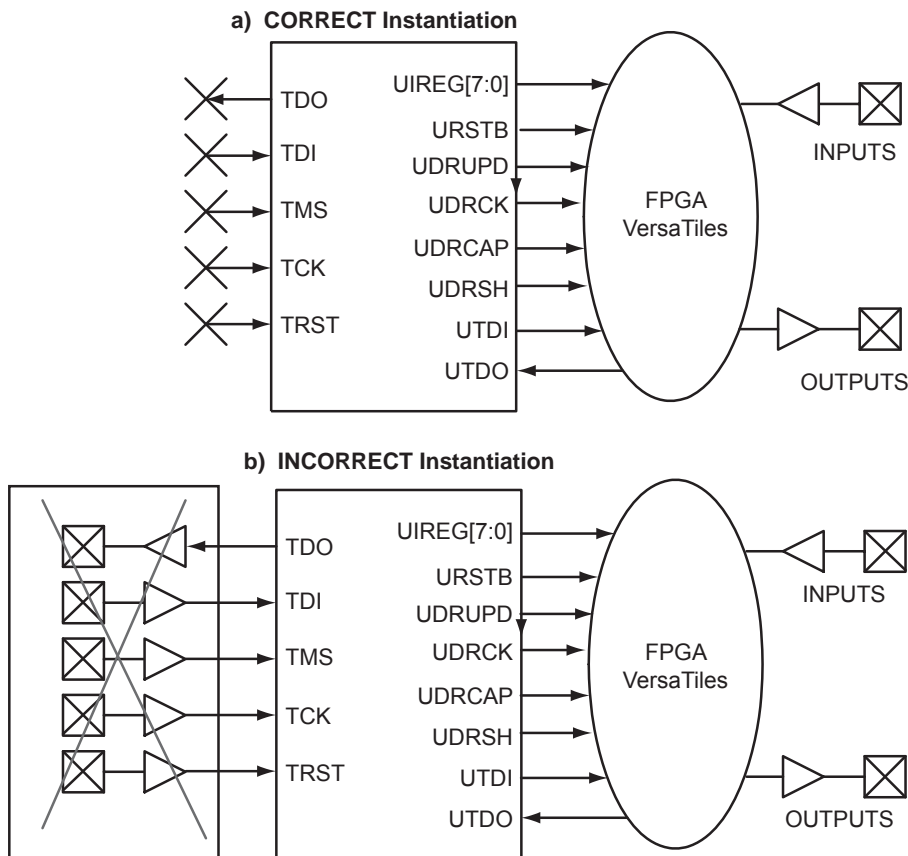 a) CORRECT Instantiation
TDO
TDI
TMS
TCK
TRST
UIREG[7:0]
URSTB
UDRUPD
UDRCK
UDRCAP
UDRSH
UTDI
UTDO
FPGA
VersaTiles
INPUTS
OUTPUTS
b) INCORRECT Instantiation
TDO
TDI
TMS
TCK
TRST
UIREG[7:0]
URSTB
UDRUPD
UDRCK
UDRCAP
UDRSH
UTDI
UTDO
FPGA
VersaTiles
INPUTS
OUTPUTS